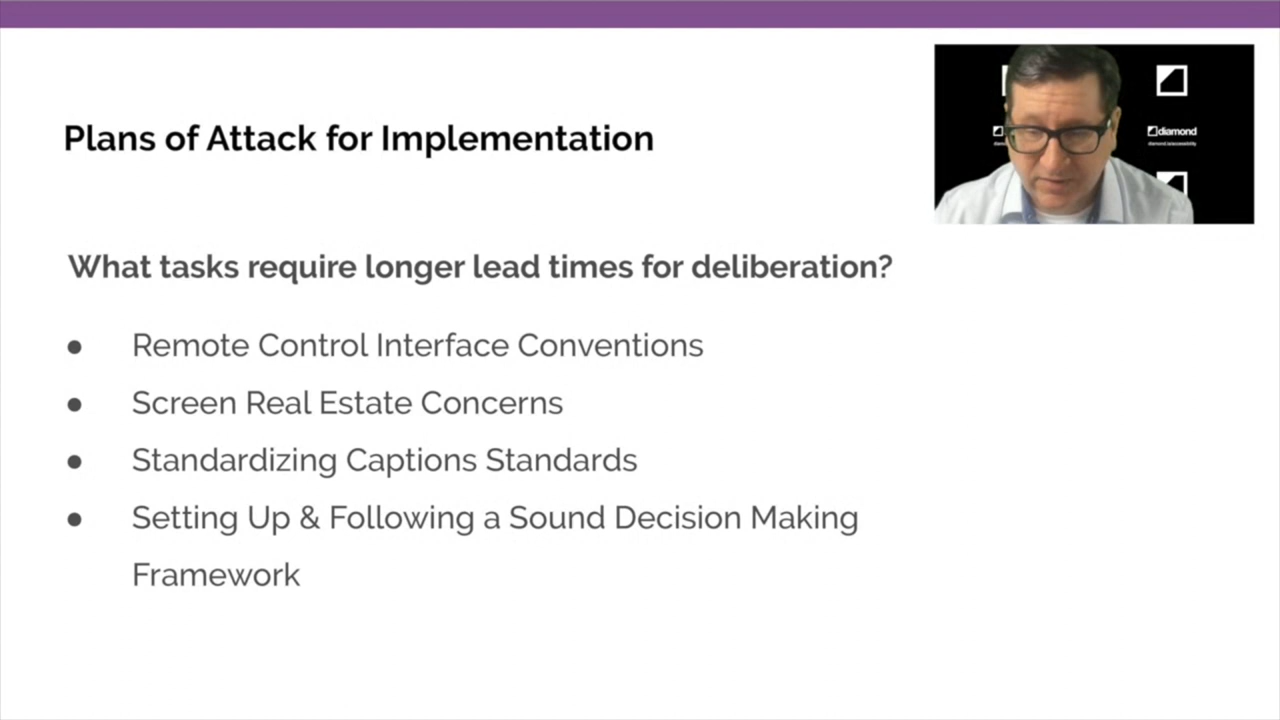 Plans of Attack for Implementation
diamond
What tasks require longer lead times for deliberation?
● Remote Control Interface Conventions
● Screen Real Estate Concerns
● Standardizing Captions Standards
● Setting Up & Following a Sound Decision Making
Framework